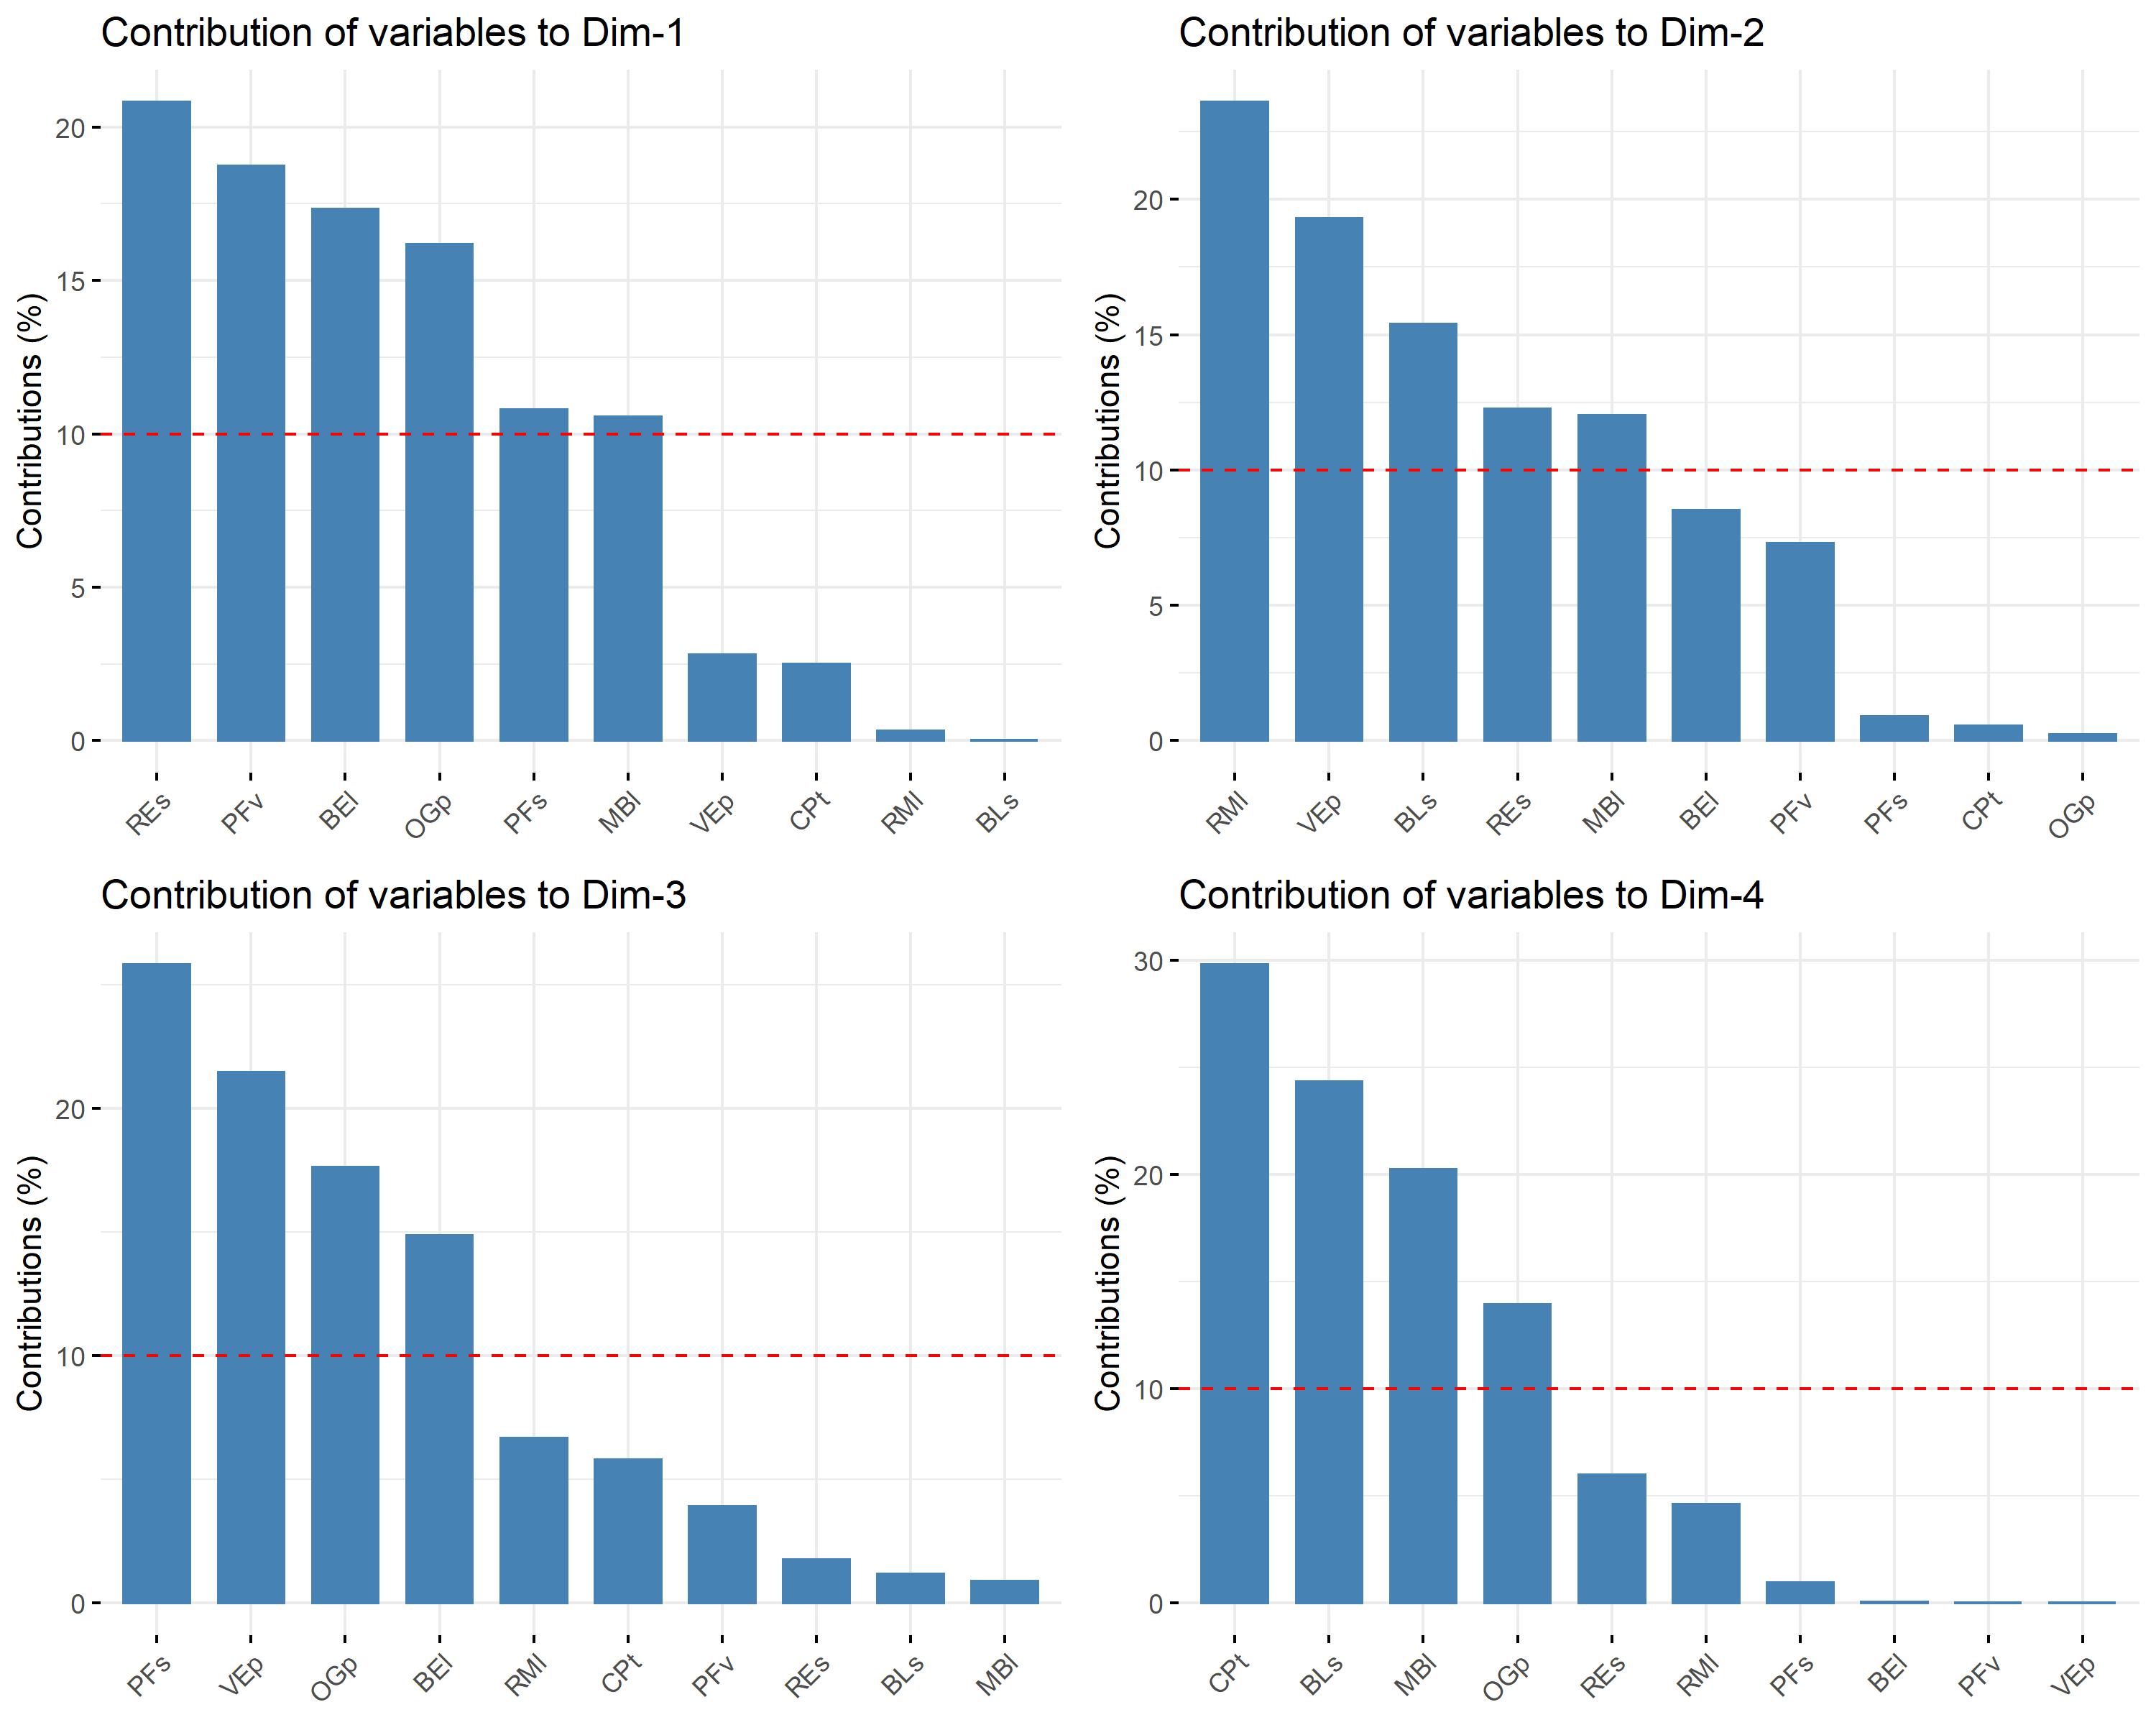 Contribution of variables to Dim-1
Contributions (%)
20
15
10
5
0
REs PFv BEl OGp PFs MBl VEp CPt RMl BLs
Contribution of variables to Dim-2
Contributions (%)
20
15
10
5
0
RMl VEp BLs REs MBl BEl PFv PFs CPt OGp
Contribution of variables to Dim-3
Contributions (%)
20
10
0
PFs VEp OGp BEl RMl CPt PFv REs BLs MBl
Contribution of variables to Dim-4
Contributions (%)
30
20
10
0
CPt BLs MBl OGp REs RMl PFs BEl PFv VEp